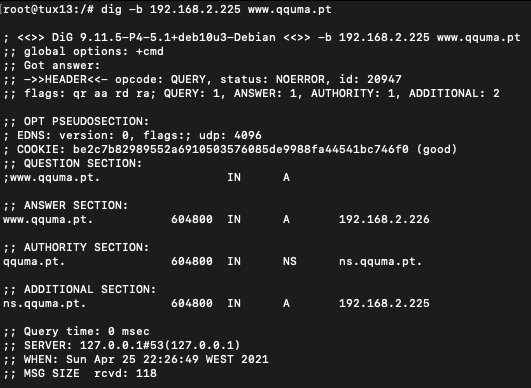 [root@tux13:/# dig -b 192.168.2.225 www.qquma.pt
; <<>> DiG 9.11.5-P4-5.1+deb10u3-Debian <<>> -b 192.168.2.225 www.qquma.pt
;; global options: +cmd
;; Got answer:
;; ->>HEADER<<- opcode: QUERY, status: NOERROR, id: 20947
;; flags: qr aa rd ra; QUERY: 1, ANSWER: 1, AUTHORITY: 1, ADDITIONAL: 2
;; OPT PSEUDOSECTION:
; EDNS: version: 0, flags:; udp: 4096
; COOKIE: be2c7b82989552a6910503576085de9988fa44541bc746f0 (good)
;; QUESTION SECTION:
;www.qquma.pt. IN A
;; ANSWER SECTION:
www.qquma.pt. 604800 IN A 192.168.2.226
;; AUTHORITY SECTION:
qquma.pt. 604800 IN NS ns.qquma.pt.
;; ADDITIONAL SECTION:
ns.qquma.pt. 604800 IN A 192.168.2.225
;; Query time: 0 msec
;; SERVER: 127.0.0.1#53(127.0.0.1)
;; WHEN: Sun Apr 25 22:26:49 WEST 2021
;; MSG SIZE rcvd: 118